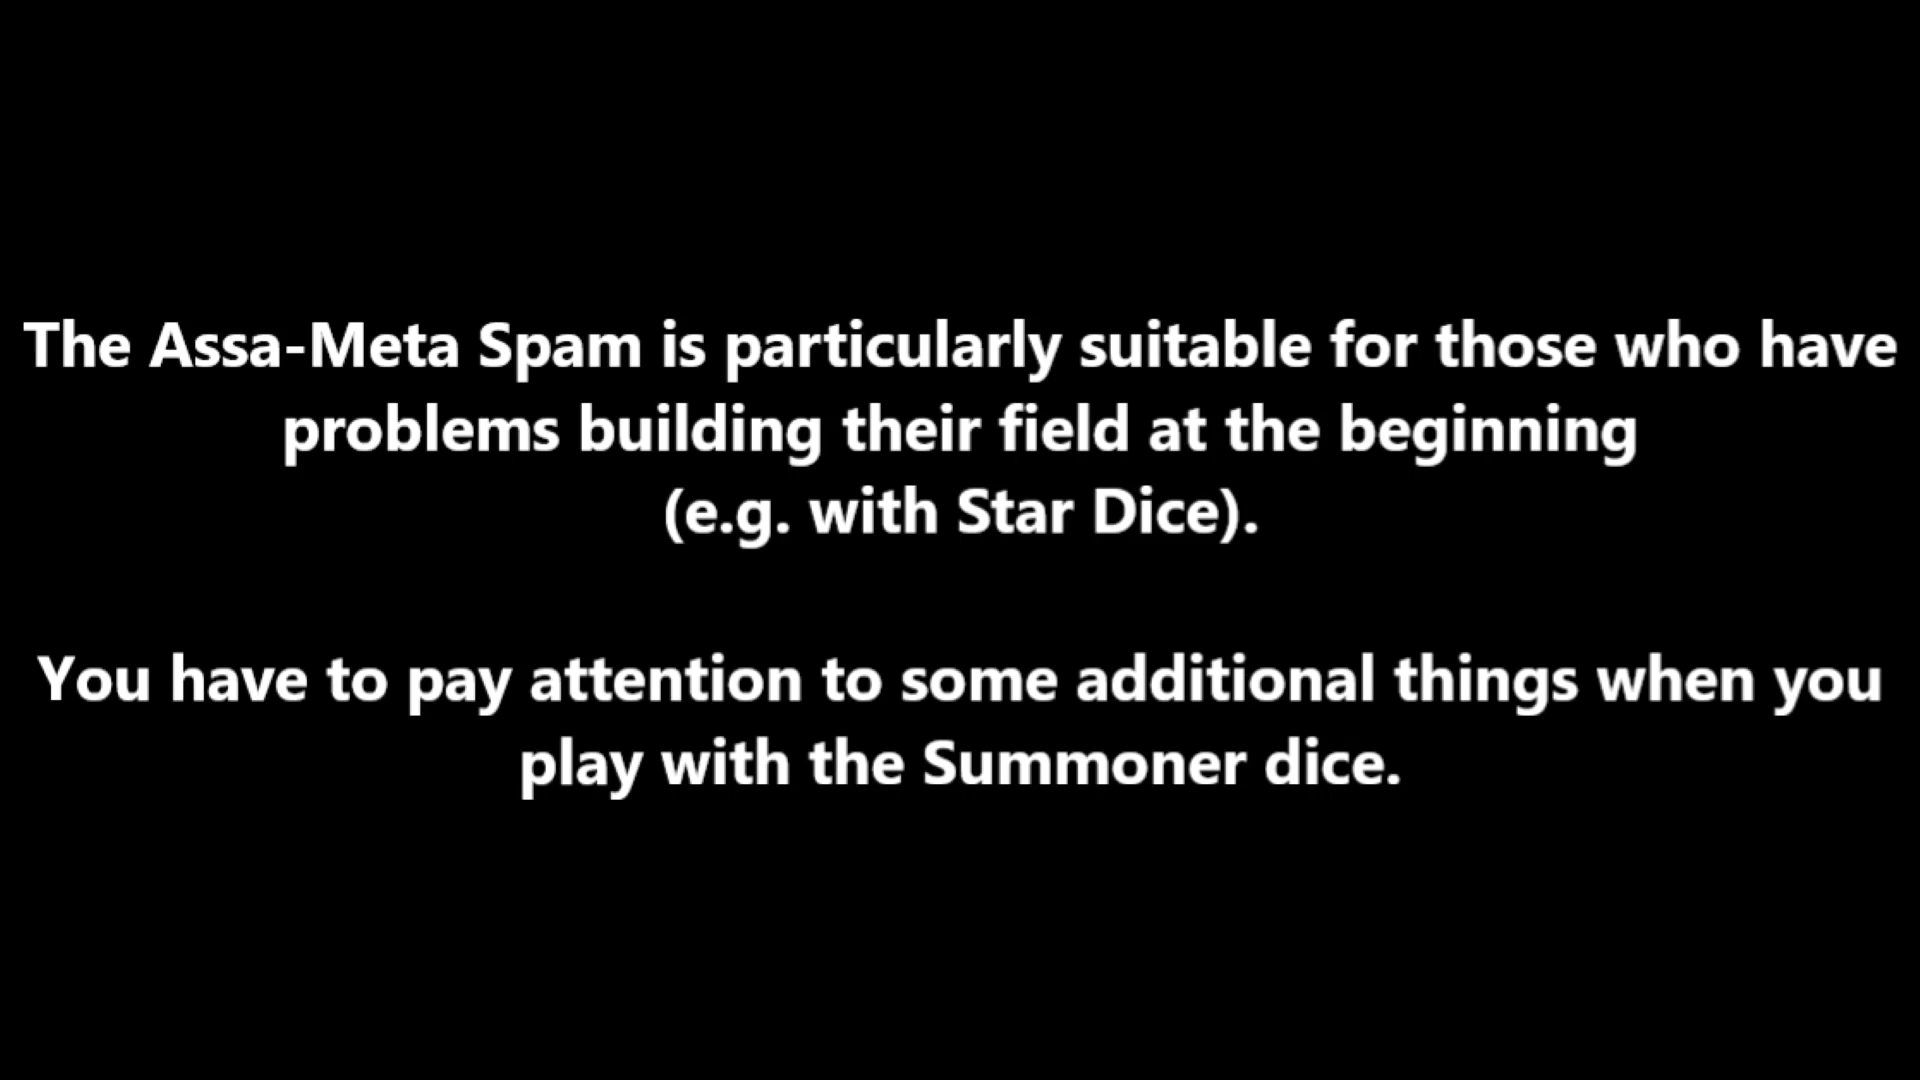 The Assa-Meta Spam is particularly suitable for those who have
problems building their field at the beginning
(e.g. with Star Dice).
You have to pay attention to some additional things when you
play with the Summoner dice.